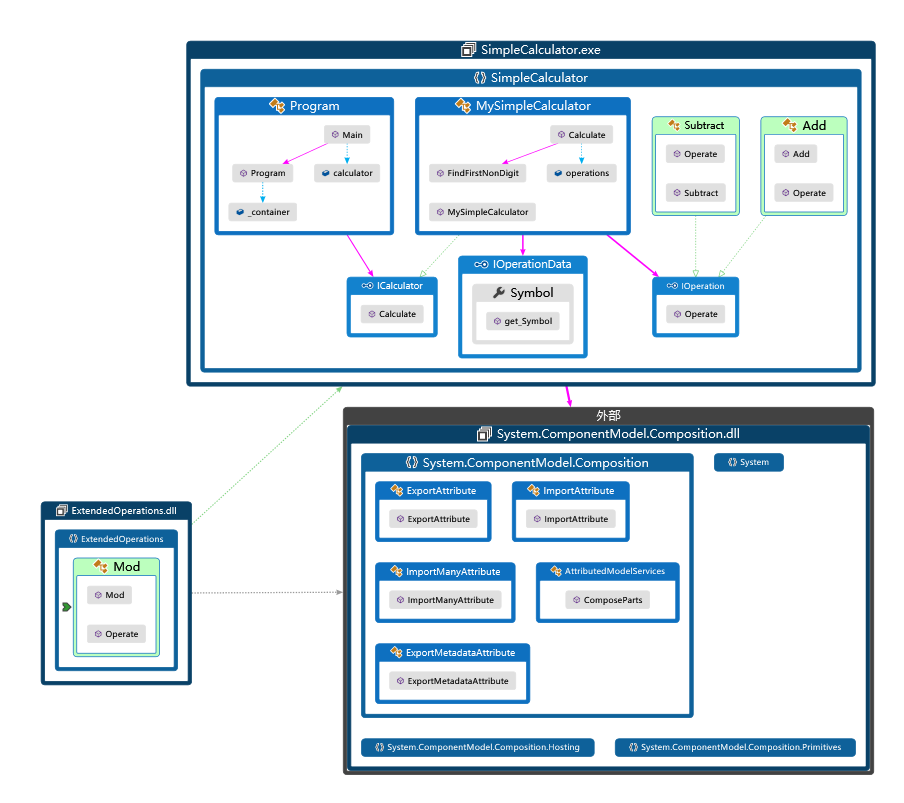 SimpleCalculator.exe
SimpleCalculator
Program
Main
Program
calculator
_container
MySimpleCalculator
Calculate
FindFirstNonDigit
operations
MySimpleCalculator
Subtract
Operate
Subtract
Add
Add
Operate
ICalculator
Calculate
IOperationData
Symbol
get_Symbol
IOperation
Operate
外部
System.ComponentModel.Composition.dll
System.ComponentModel.Composition
System
ExportAttribute
ExportAttribute
ImportAttribute
ImportAttribute
ImportManyAttribute
ImportManyAttribute
AttributedModelServices
ComposeParts
ExportMetadataAttribute
ExportMetadataAttribute
System.ComponentModel.Composition.Hosting
System.ComponentModel.Composition.Primitives
ExtendedOperations.dll
ExtendedOperations
Mod
Mod
Operate